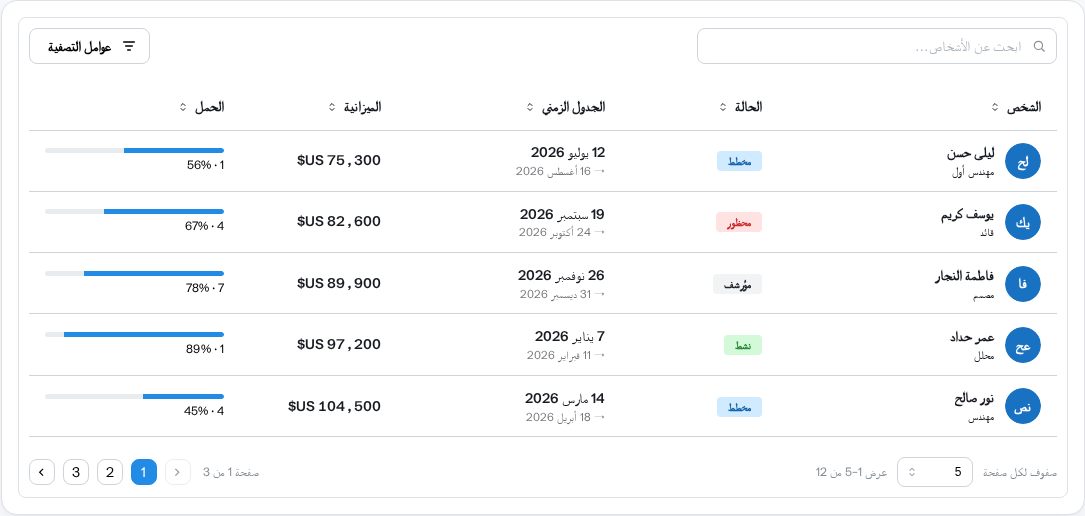 ابحث عن الأشخاص...
عوامل التصفية
الشخص
الحالة
الجدول الزمني
الميزانية
الحمل
لح
ليلى حسن
مهندس أول
مخطط
12 يوليو 2026
→ 16 أغسطس 2026
75,300 US$
1 · 56%
يك
يوسف كريم
قائد
محظور
19 سبتمبر 2026
→ 24 أكتوبر 2026
82,600 US$
4 · 67%
فا
فاطمة النجار
مصمم
مؤرشف
26 نوفمبر 2026
→ 31 ديسمبر 2026
89,900 US$
7 · 78%
عح
عمر حداد
محلل
نشط
7 يناير 2026
→ 11 فبراير 2026
97,200 US$
1 · 89%
نص
نور صالح
مهندس
مخطط
14 مارس 2026
→ 18 أبريل 2026
104,500 US$
4 · 45%
صفوف لكل صفحة
5
عرض 1-5 من 12
صفحة 1 من 3
1
2
3